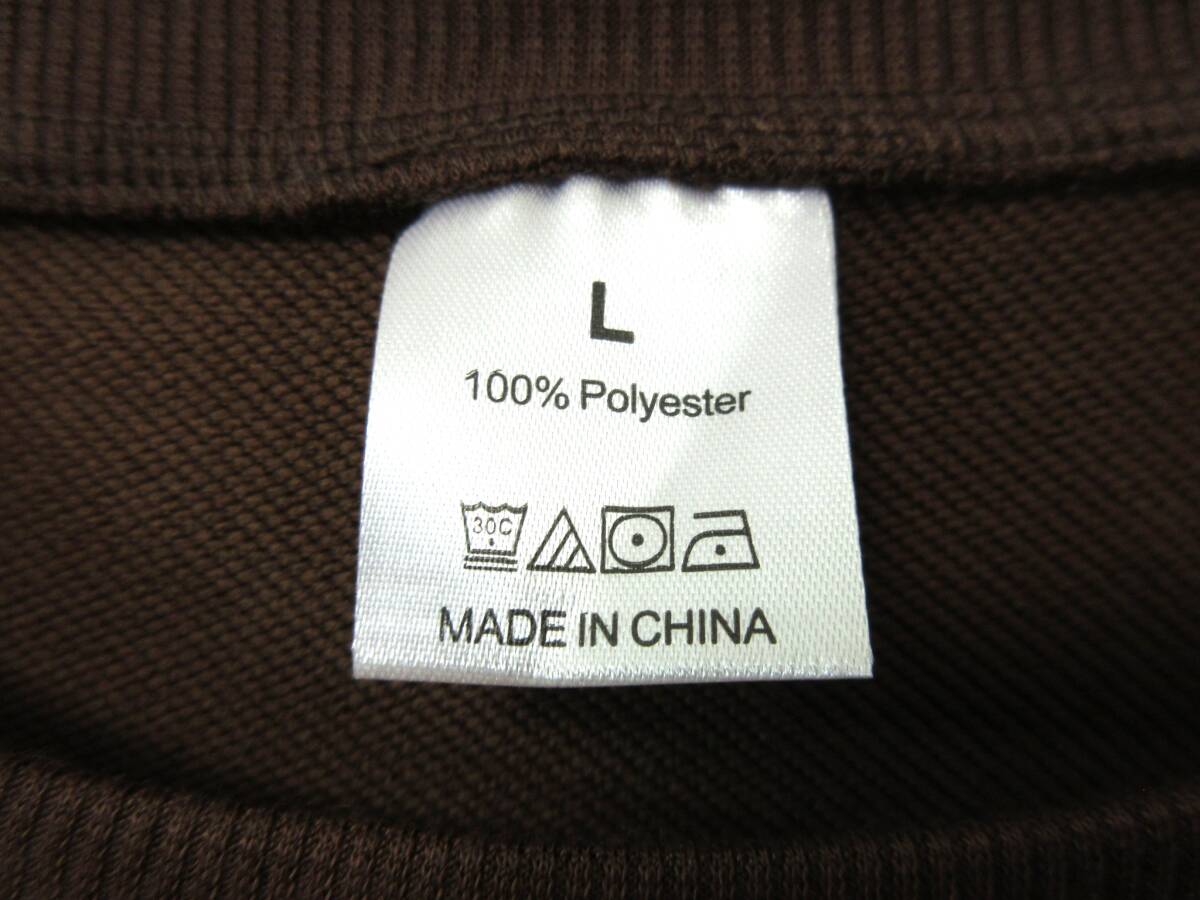 L
100% Polyester
30C
MADE IN CHINA